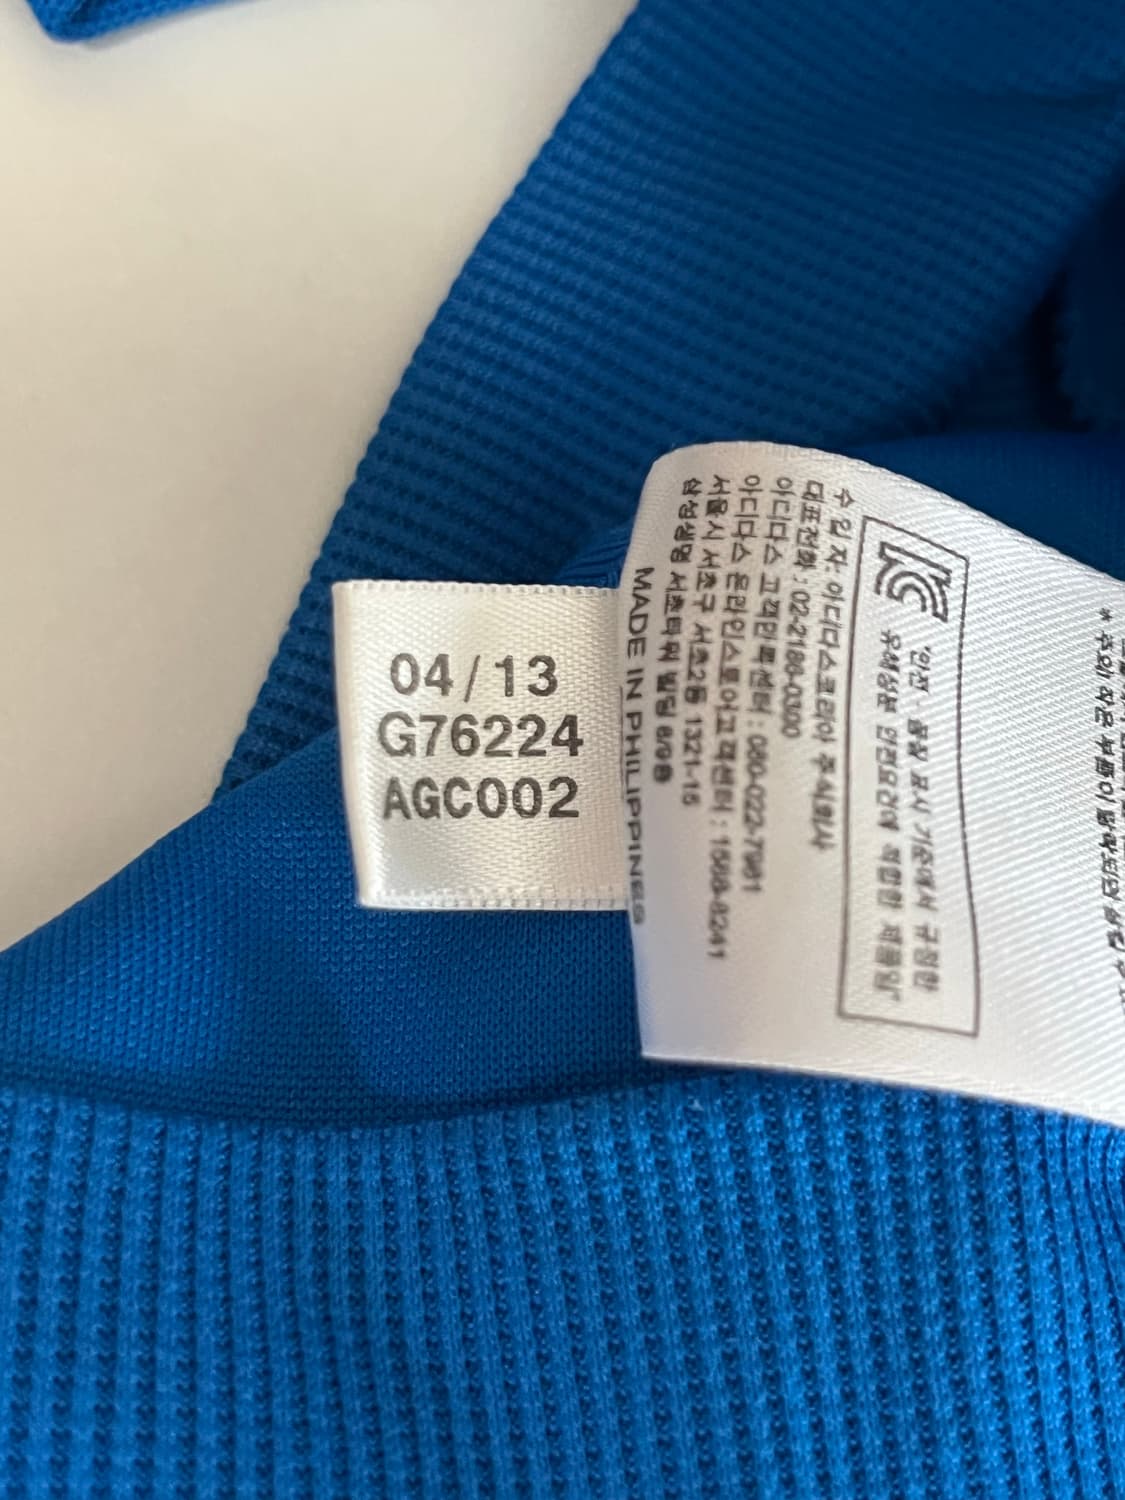 04/13
G76224
AGC002
KC
'안전 · 품질 표시 기준에서 규정한
유해물분 안전요건에 적합한 제품임'
수 입 자: 아디다스코리아 주식회사
대표전화 : 02-2186-0300
아디다스 고객만족센터 : 080-022-7981
아디다스 온라인스토어고객센터 : 1588-8241
서울시 서초구 서초2동 1321-15
삼성생명 서초타워 빌딩 6/8
MADE IN PHILIPPINES